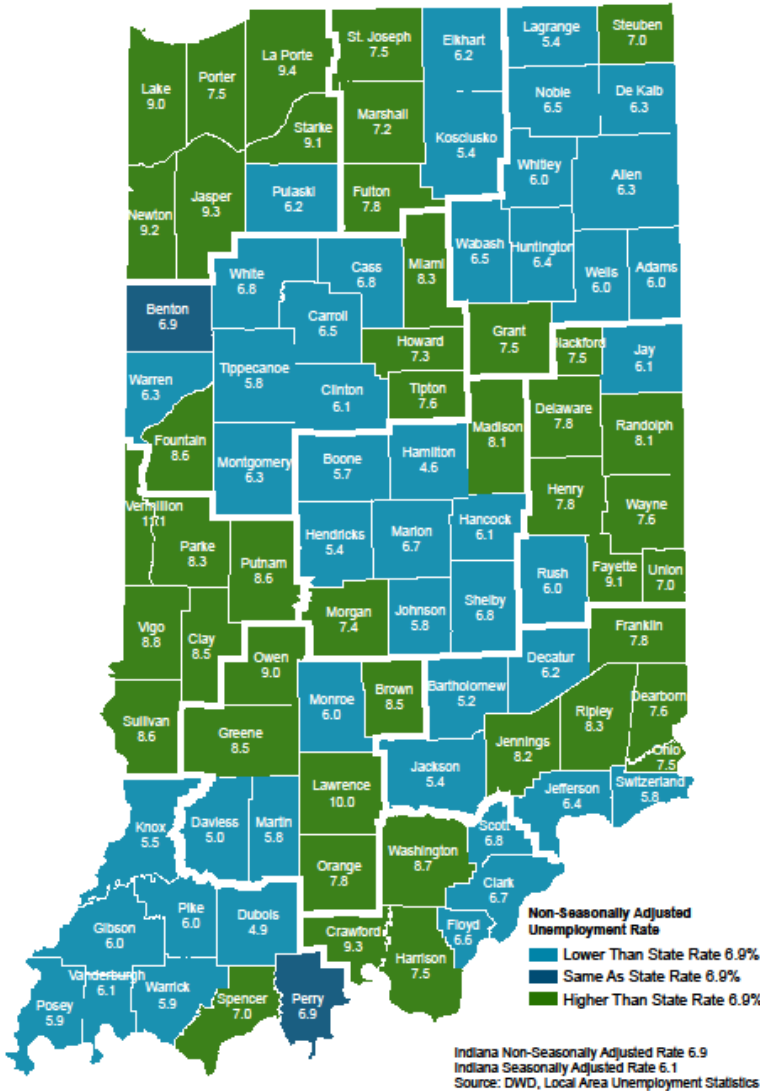 Lagrange
5.4
Steuben
7.0
St. Joseph
7.5
Elkhart
6.2
La Porte
9.4
Porter
7.5
Lake
9.0
Noble
6.5
De Kalb
6.3
Marshall
7.2
Starke
9.1
Kosciusko
5.4
Whitley
6.0
Allen
6.3
Pulaski
6.2
Fulton
7.8
Jasper
9.3
Newton
9.2
Wabash
6.5
Huntington
6.4
Wells
6.0
Adams
6.0
Miami
8.3
White
6.8
Cass
6.8
Benton
6.9
Carroll
6.5
Grant
7.5
Blackford
7.5
Jay
6.1
Howard
7.3
Tippecanoe
5.8
Warren
6.3
Clinton
6.1
Tipton
7.6
Delaware
7.8
Randolph
8.1
Madison
8.1
Fountain
8.6
Montgomery
6.3
Boone
5.7
Hamilton
4.6
Henry
7.8
Wayne
7.6
Vermillion
11.1
Hendricks
5.4
Marion
6.7
Hancock
6.1
Parke
8.3
Putnam
8.6
Rush
6.0
Fayette
9.1
Union
7.0
Morgan
7.4
Johnson
5.8
Shelby
6.8
Vigo
8.8
Clay
8.5
Owen
9.0
Franklin
7.8
Decatur
6.2
Monroe
6.0
Brown
8.5
Bartholomew
5.2
Dearborn
7.6
Ripley
8.3
Sullivan
8.6
Greene
8.5
Jennings
8.2
Ohio
7.5
Jackson
5.4
Lawrence
10.0
Jefferson
6.4
Switzerland
5.8
Knox
5.5
Daviess
5.0
Martin
5.8
Scott
6.8
Washington
8.7
Orange
7.8
Clark
6.7
Pike
6.0
Dubois
4.9
Gibson
6.0
Floyd
6.6
Crawford
9.3
Harrison
7.5
Vanderburgh
6.1
Warrick
5.9
Posey
5.9
Spencer
7.0
Perry
6.9
Non-Seasonally Adjusted
Unemployment Rate
Lower Than State Rate 6.9%
Same As State Rate 6.9%
Higher Than State Rate 6.9%
Indiana Non-Seasonally Adjusted Rate 6.9
Indiana Seasonally Adjusted Rate 6.1
Source: DWD, Local Area Unemployment Statistics